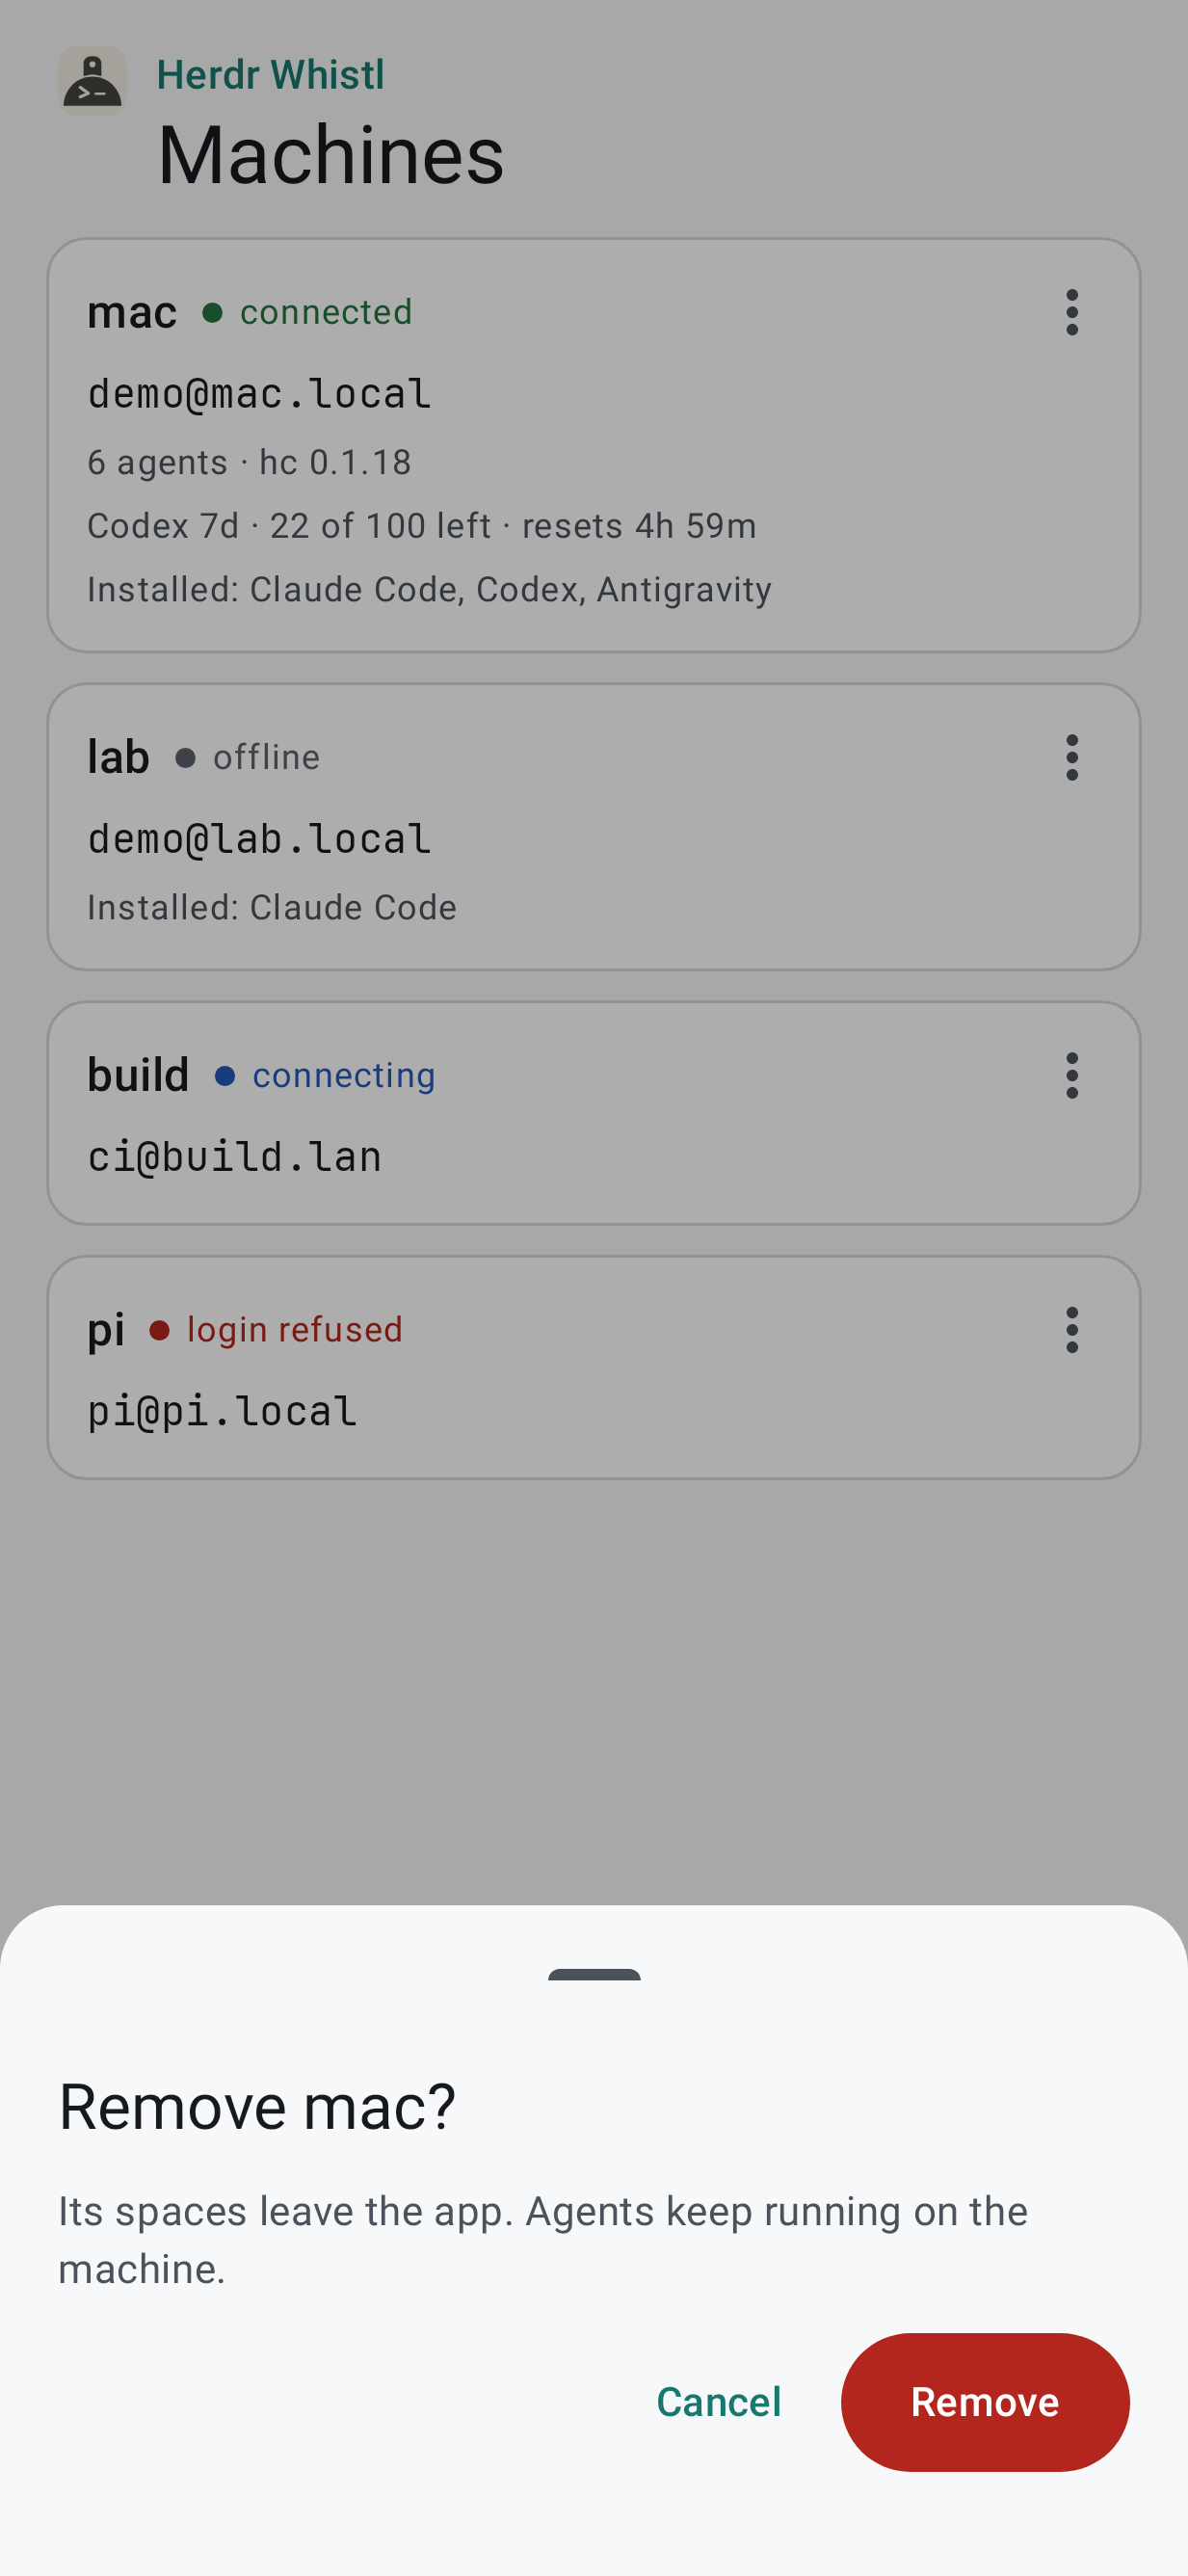 Herdr Whistl
Machines
mac ● connected
demo@mac.local
6 agents · hc 0.1.18
Codex 7d · 22 of 100 left · resets 4h 59m
Installed: Claude Code, Codex, Antigravity
lab ● offline
demo@lab.local
Installed: Claude Code
build ● connecting
ci@build.lan
pi ● login refused
pi@pi.local
Remove mac?
Its spaces leave the app. Agents keep running on the
machine.
Cancel
Remove